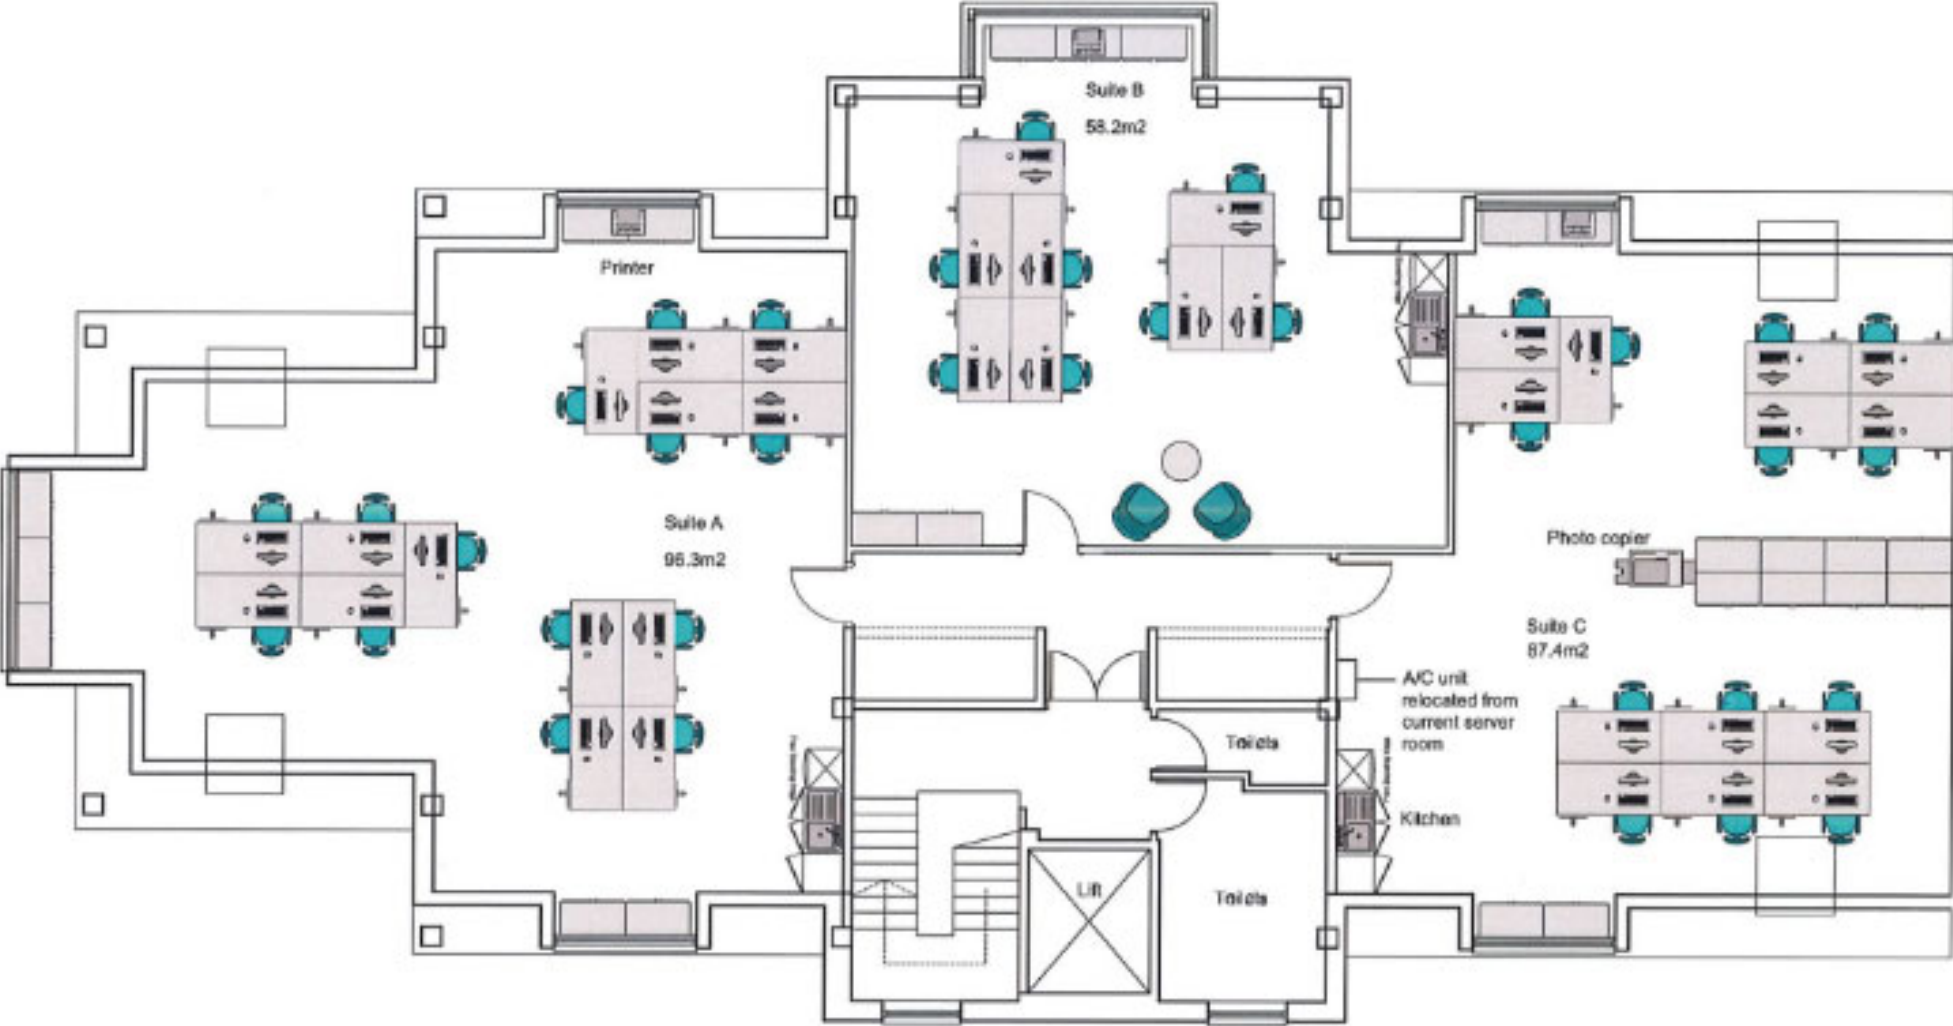 Suite B
58.2m2
Printer
Suite A
96.3m2
Photo copier
Suite C
87.4m2
A/C unit
relocated from
current server
room
Toilets
Kitchen
Lift
Toilets